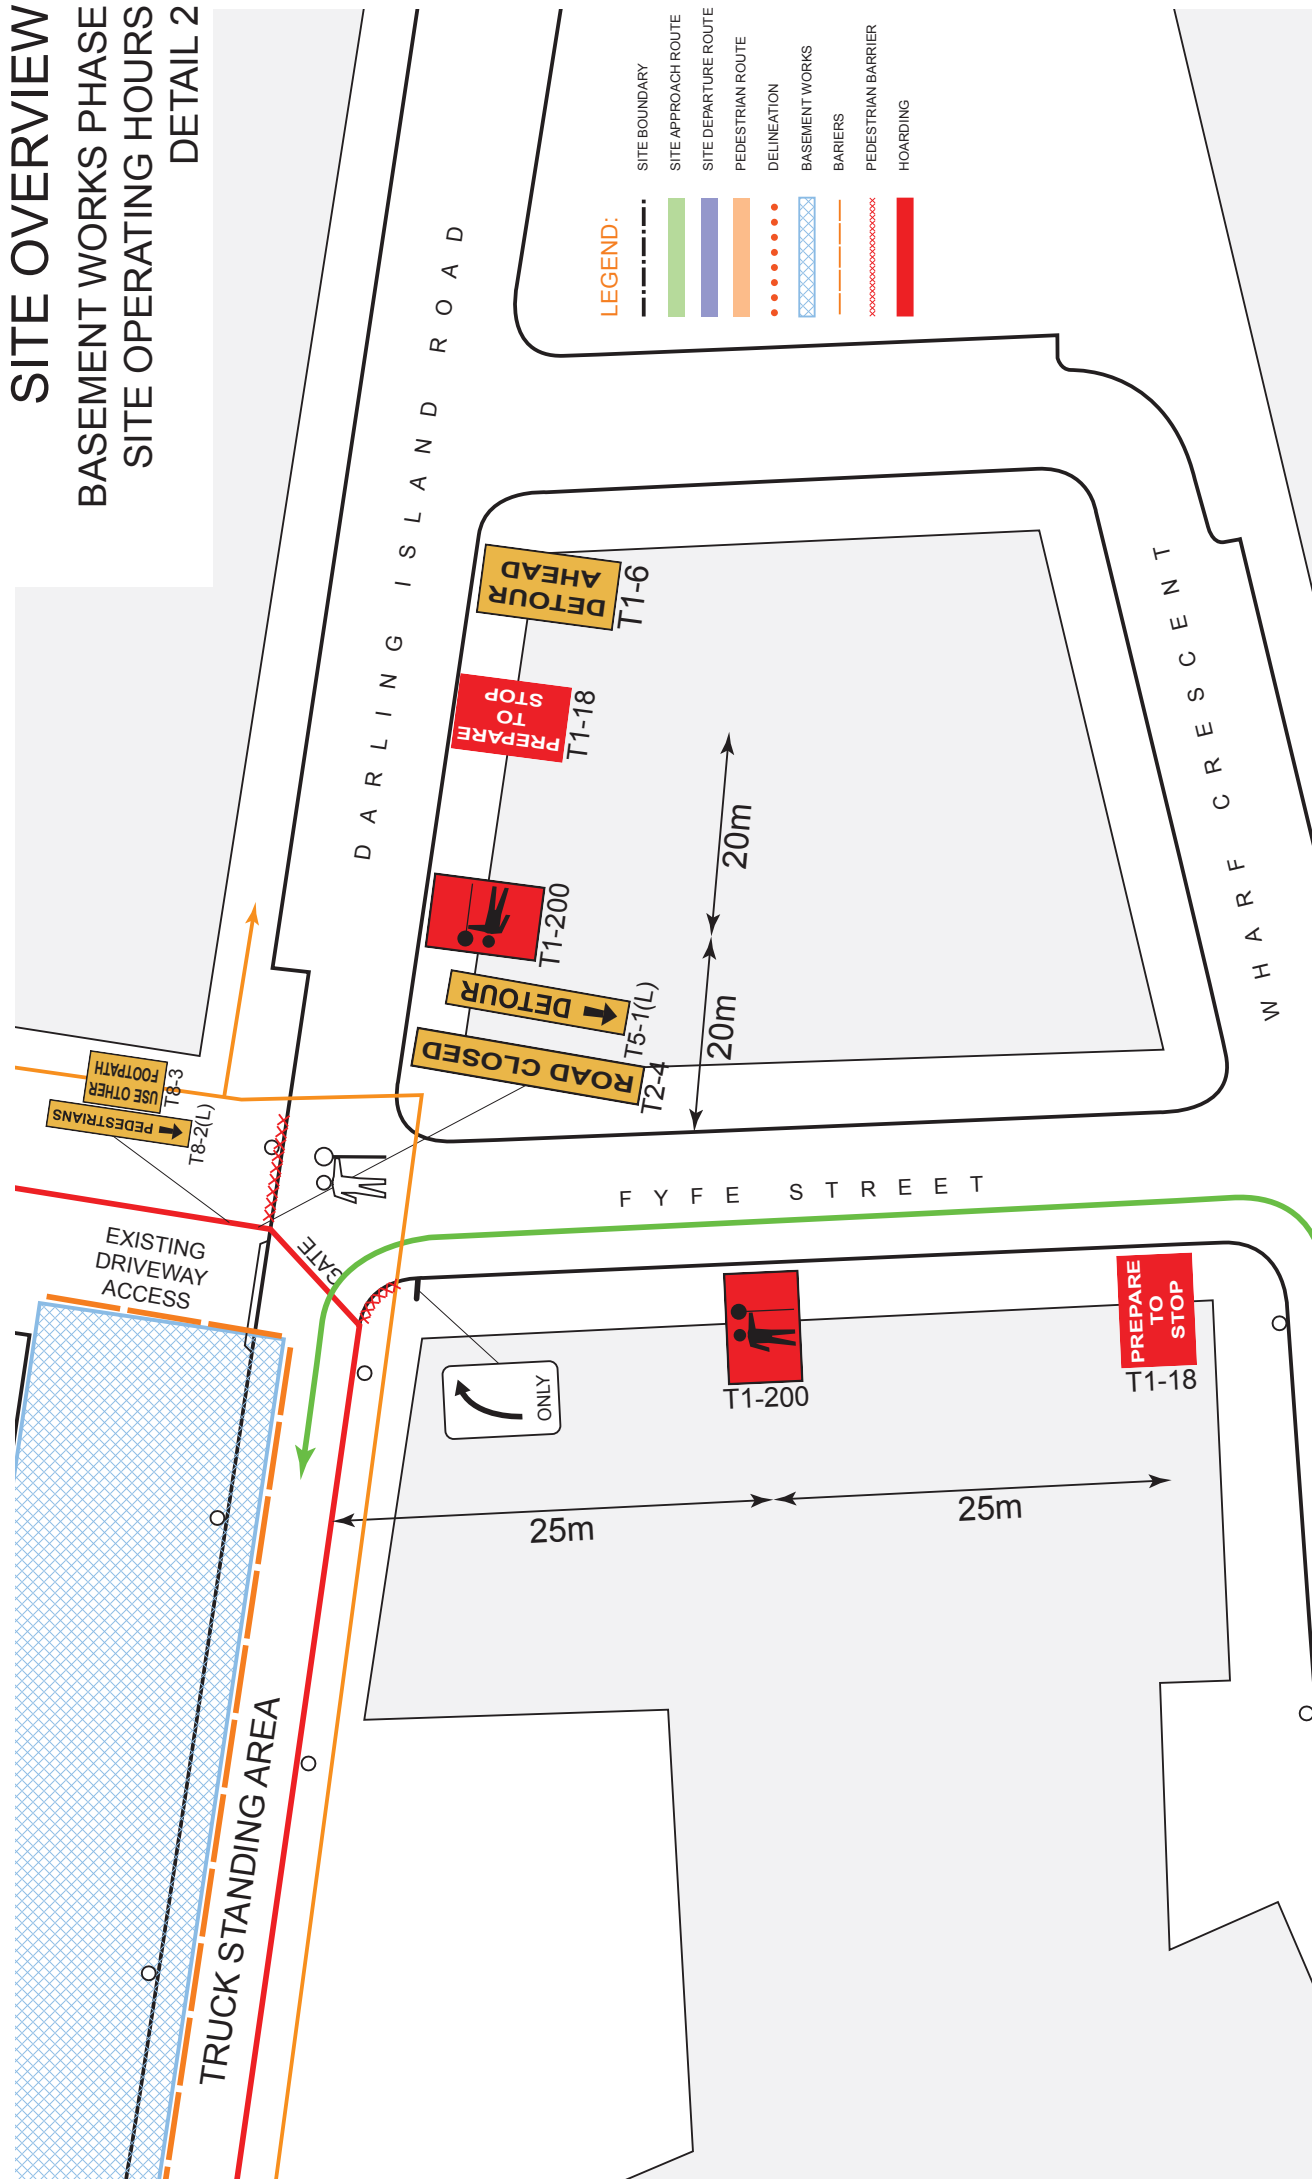 SITE OVERVIEW
BASEMENT WORKS PHASE
SITE OPERATING HOURS
DETAIL 2
LEGEND:
SITE BOUNDARY
SITE APPROACH ROUTE
SITE DEPARTURE ROUTE
PEDESTRIAN ROUTE
DELINEATION
BASEMENT WORKS
BARIERS
PEDESTRIAN BARRIER
HOARDING
DARLING ISLAND ROAD
DETOUR
AHEAD
T1-6
PREPARE
TO
STOP
T1-18
T1-200
DETOUR
T5-1(L)
ROAD CLOSED
T2-4
20m
20m
WHARF CRESCENT
FYFE STREET
USE OTHER
FOOTPATH
T8-3
PEDESTRIANS
T8-2(L)
EXISTING
DRIVEWAY
ACCESS
GATE
ONLY
T1-200
PREPARE
TO
STOP
T1-18
25m
25m
TRUCK STANDING AREA